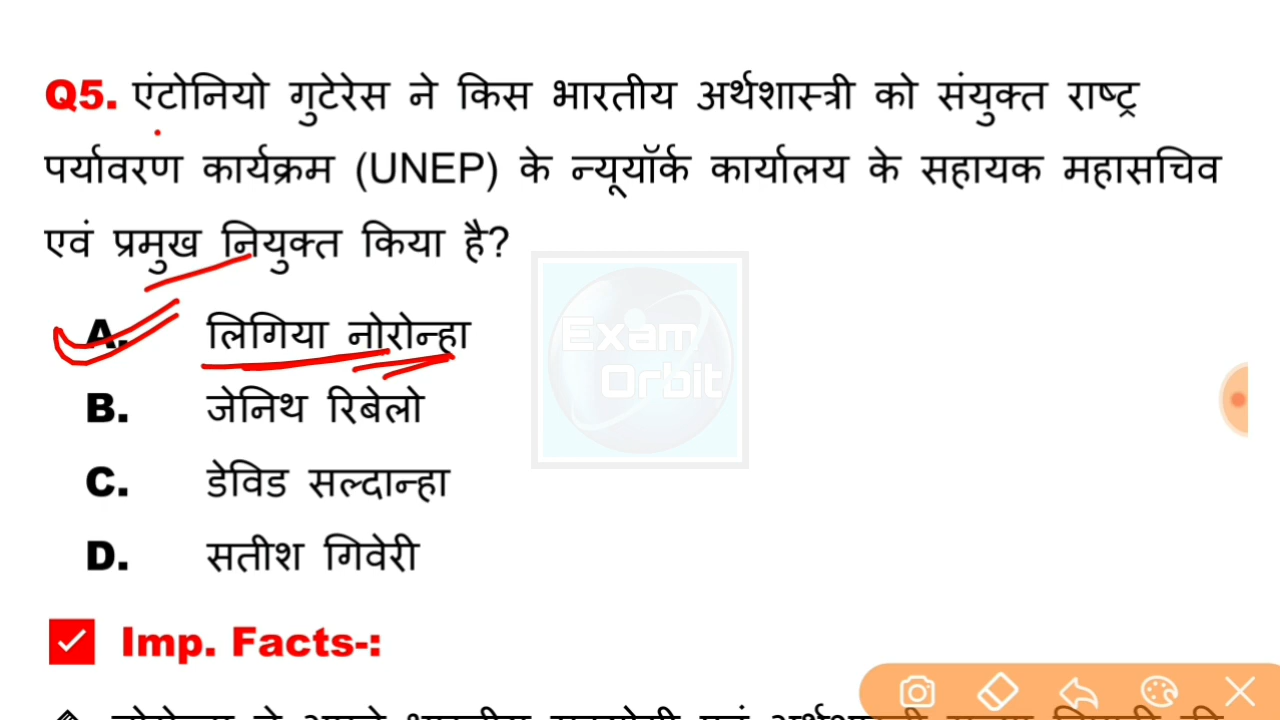 Q5. एंटोनियो गुटेरेस ने किस भारतीय अर्थशास्त्री को संयुक्त राष्ट्र
पर्यावरण कार्यक्रम (UNEP) के न्यूयॉर्क कार्यालय के सहायक महासचिव
एवं प्रमुख नियुक्त किया है?
A. लिगिया नोरोन्हा
Exam
Orbit
B. जेनिथ रिबेलो
C. डेविड सल्दान्हा
D. सतीश गिवेरी
Imp. Facts-: